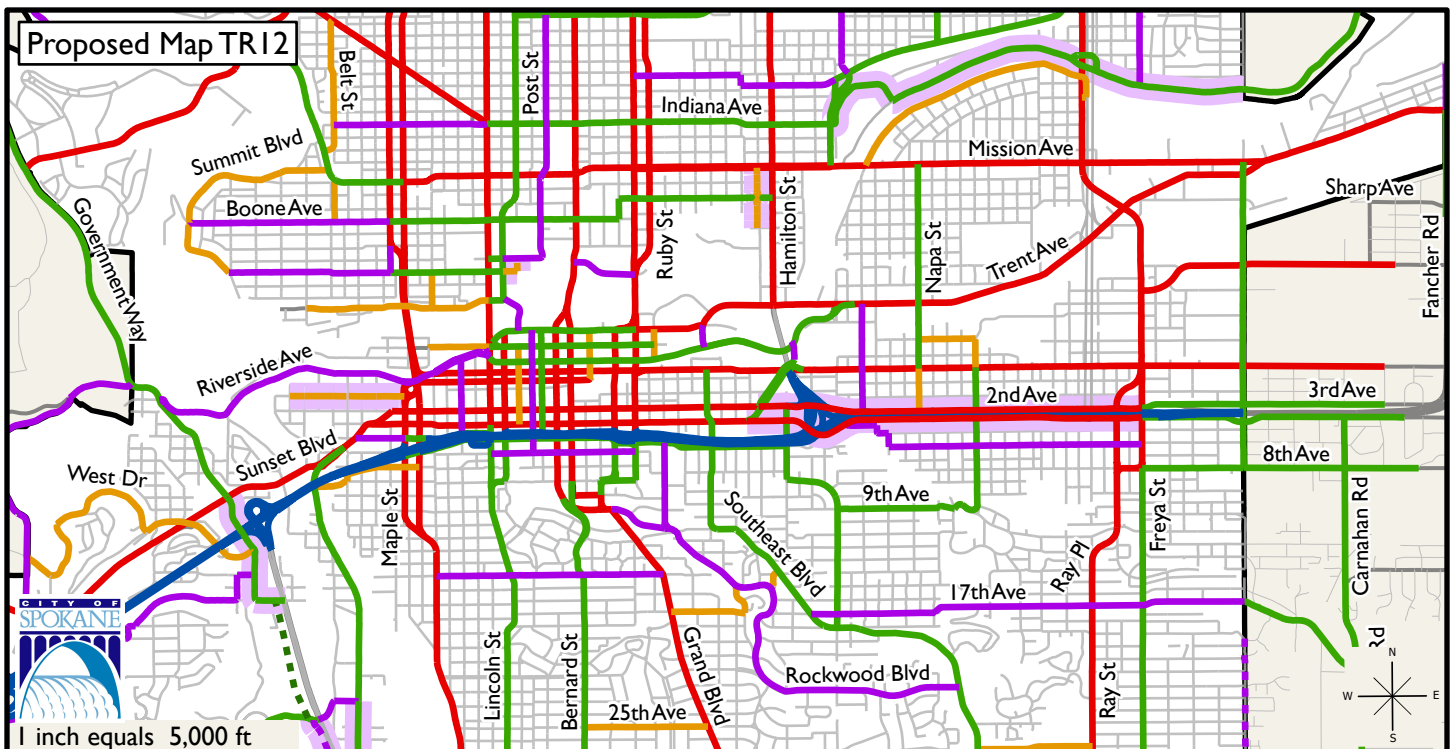 Proposed Map TR12
Belt St
Post St
Indiana Ave
Summit Blvd
Mission Ave
Boone Ave
Sharp Ave
Government Way
Ruby St
Hamilton St
Napa St
Trent Ave
Fancher Rd
Riverside Ave
2nd Ave
3rd Ave
Sunset Blvd
8th Ave
West Dr
Maple St
9th Ave
Southeast Blvd
Freya St
Carnahan Rd
Ray Pl
17th Ave
CITY OF
SPOKANE
Lincoln St
Bernard St
Grand Blvd
Rockwood Blvd
Ray St
Rd
25th Ave
N
W
E
S
1 inch equals 5,000 ft